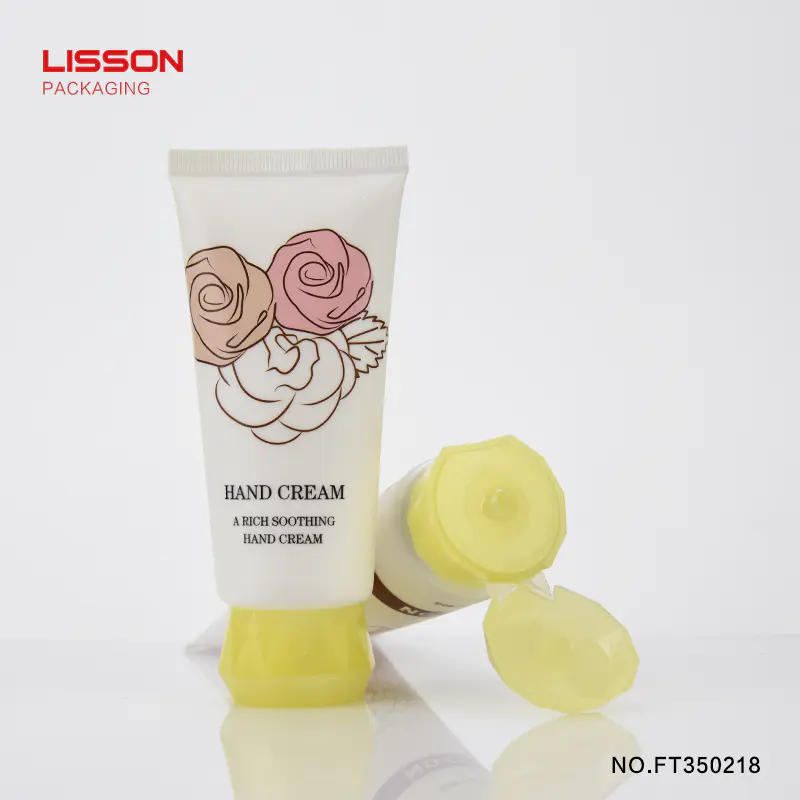 LISSON
PACKAGING
HAND CREAM
A RICH SOOTHING
HAND CREAM
NO.FT350218